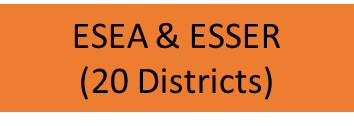 ESEA & ESSER
(20 Districts)